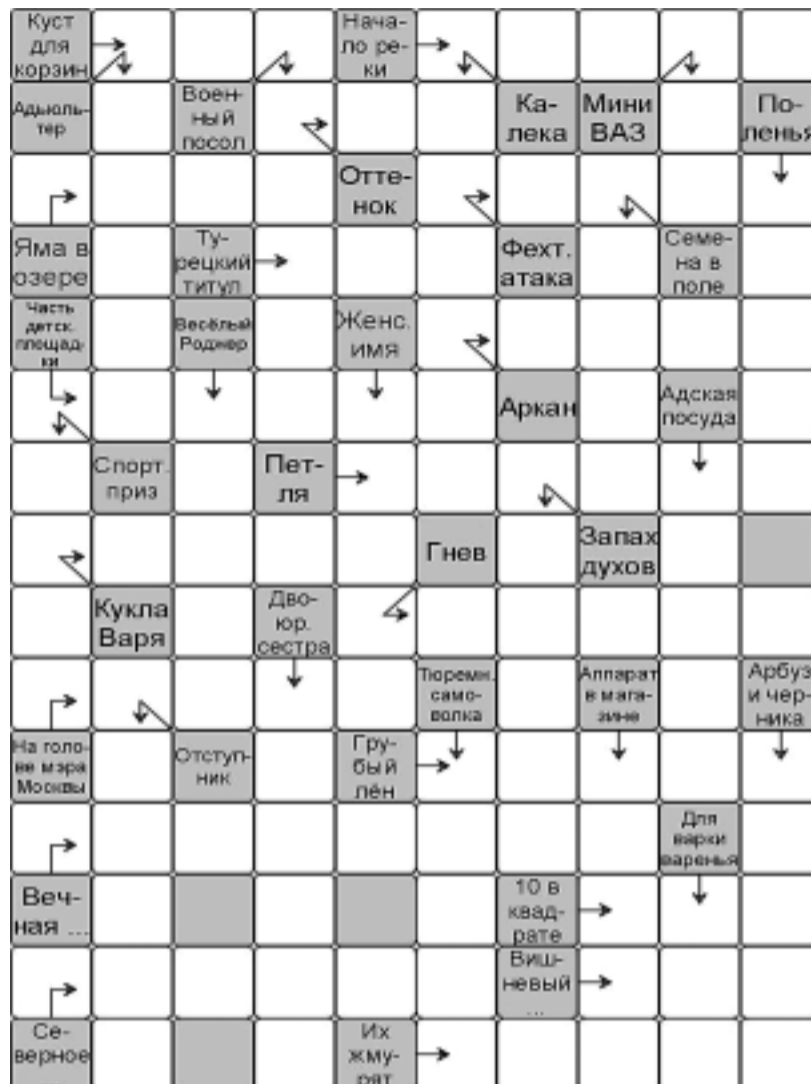 Куст
для
корзин
Нача-
ло ре-
ки
Адюль-
тер
Воен-
ный
посол
Ка-
лека
Мини
ВАЗ
По-
ленья
Отте-
нок
Яма в
озере
Ту-
рецкий
титул
Фехт.
атака
Семе-
на в
поле
Часть
детск.
площад-
ки
Весёлый
Роджер
Женс.
имя
Аркан
Адская
посуда
Спорт.
приз
Пет-
ля
Гнев
Запах
духов
Кукла
Варя
Дво-
юр.
сестра
Тюремн.
само-
волка
Аппарат
в мага-
зине
Арбуз
и чер-
ника
На голо-
ве мэра
Москвы
Отступ-
ник
Гру-
бый
лён
Для
варки
варенья
Веч-
ная ...
10 в
квад-
рате
Виш-
невый
...
Се-
верное
Их
жму-
рят